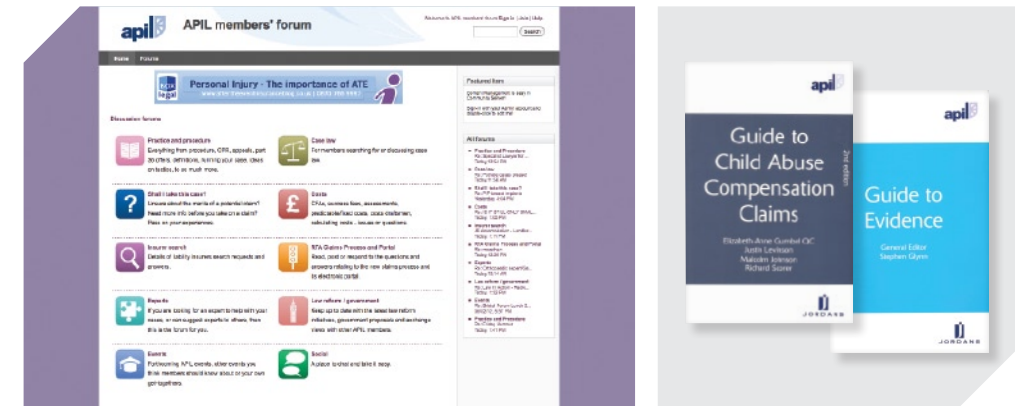 apil
APIL members' forum
Search
Home Forums
Personal Injury - The importance of ATE
legal
Featured Item
Discussion forums
Practice and procedure
Everything from procedure, CPR, appeals, part
36 offers, definitions, running your case, ideas
on tactics, to so much more.
Case law
For members searching for or discussing case
law.
Shall I take this case?
Unsure about the merits of a potential claim?
Need more info before you take on a claim?
Pass on your experiences.
Costs
CFAs, success fees, assessments,
predictable/fixed costs, costs draftsmen,
calculating costs - issues or questions.
Insurer search
Details of liability insurers search requests and
answers.
RTA Claims Process and Portal
Read, post or respond to the questions and
answers relating to the new claims process and
its electronic portal.
Experts
If you are looking for an expert to help with your
cases, or can suggest experts to others, then
this is the forum for you.
Law reform / government
Keep up to date with the latest law reform
initiatives, government proposals and exchange
views with other APIL members.
Events
Forthcoming APIL events, other events you
think members should know about or your own
get-togethers.
Social
A place to chat and take it easy.
All forums
Practice and Procedure
Case law
Shall I take this case?
Costs
Insurer search
RTA Claims Process and Portal
Experts
Law reform / government
Events
Practice and Procedure
apil
Guide to
Child Abuse
Compensation
Claims
2nd edition
Elizabeth-Anne Gumbel QC
Justin Levinson
Malcolm Johnson
Richard Scorer
JORDANS
apil
Guide to
Evidence
General Editor
Stephen Glynn
JORDANS